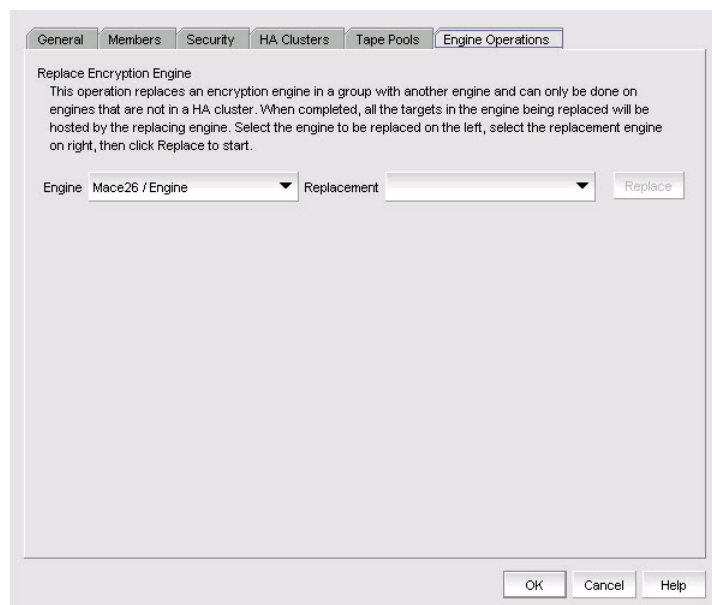 General Members Security HA Clusters Tape Pools Engine Operations
Replace Encryption Engine
This operation replaces an encryption engine in a group with another engine and can only be done on
engines that are not in a HA cluster. When completed, all the targets in the engine being replaced will be
hosted by the replacing engine. Select the engine to be replaced on the left, select the replacement engine
on right, then click Replace to start.
Engine Mace26 / Engine Replacement Replace
OK Cancel Help